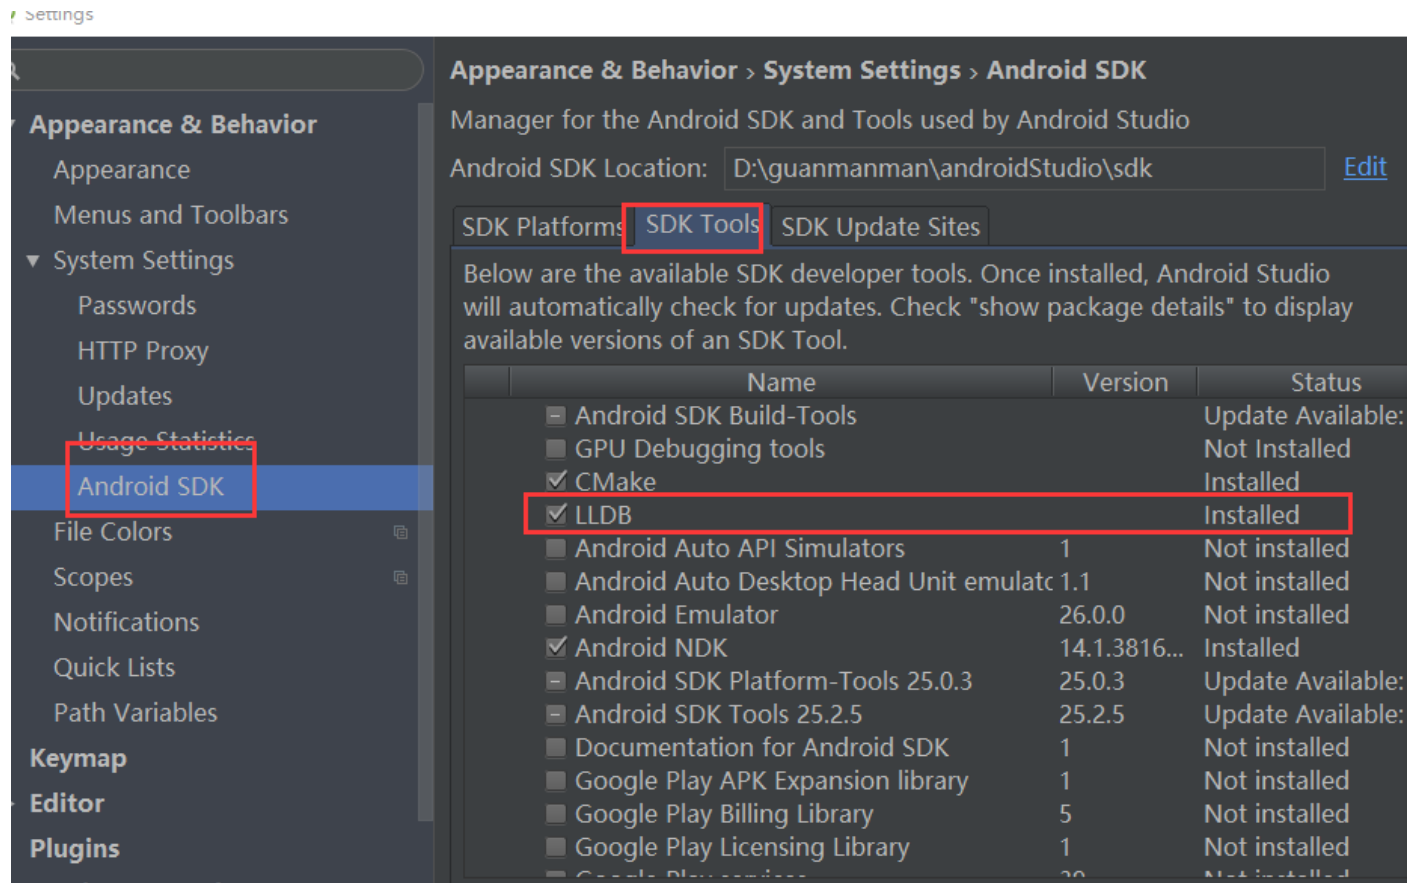 Settings
Appearance & Behavior
Appearance
Menus and Toolbars
System Settings
Passwords
HTTP Proxy
Updates
Usage Statistics
Android SDK
File Colors
Scopes
Notifications
Quick Lists
Path Variables
Keymap
Editor
Plugins
Appearance & Behavior › System Settings › Android SDK
Manager for the Android SDK and Tools used by Android Studio
Android SDK Location: D:\guanmanman\androidStudio\sdk Edit
SDK Platforms SDK Tools SDK Update Sites
Below are the available SDK developer tools. Once installed, Android Studio
will automatically check for updates. Check "show package details" to display
available versions of an SDK Tool.
Name Version Status
Android SDK Build-Tools Update Available:
GPU Debugging tools Not Installed
CMake Installed
LLDB Installed
Android Auto API Simulators 1 Not installed
Android Auto Desktop Head Unit emulatc 1.1 Not installed
Android Emulator 26.0.0 Not installed
Android NDK 14.1.3816... Installed
Android SDK Platform-Tools 25.0.3 25.0.3 Update Available:
Android SDK Tools 25.2.5 25.2.5 Update Available:
Documentation for Android SDK 1 Not installed
Google Play APK Expansion library 1 Not installed
Google Play Billing Library 5 Not installed
Google Play Licensing Library 1 Not installed
Google Play services 39 Not installed